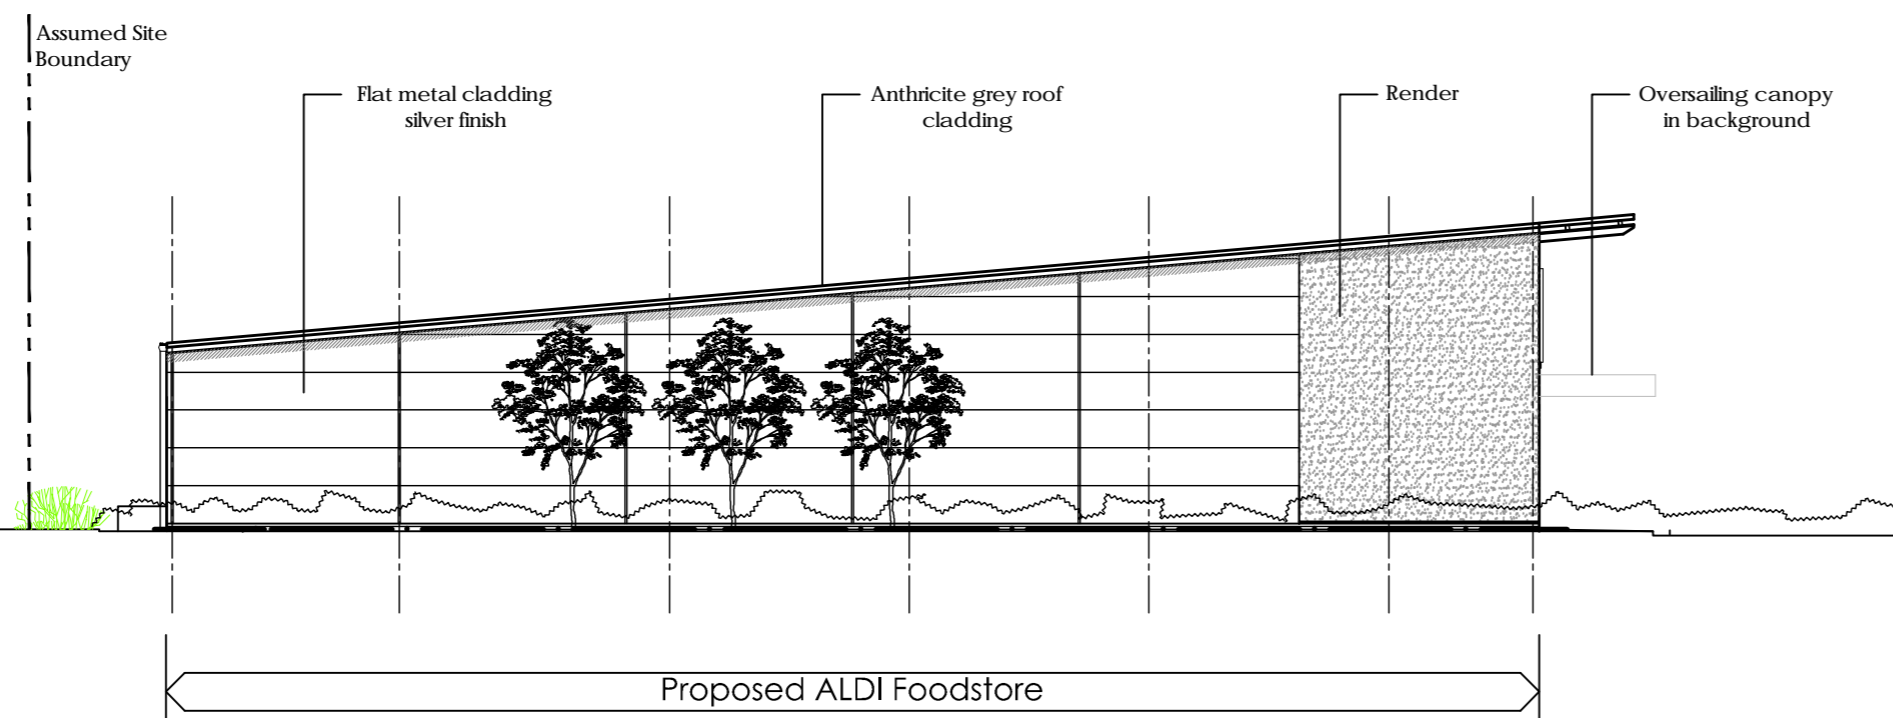 Assumed Site
Boundary
Flat metal cladding
silver finish
Anthricite grey roof
cladding
Render
Oversailing canopy
in background
Proposed ALDI Foodstore